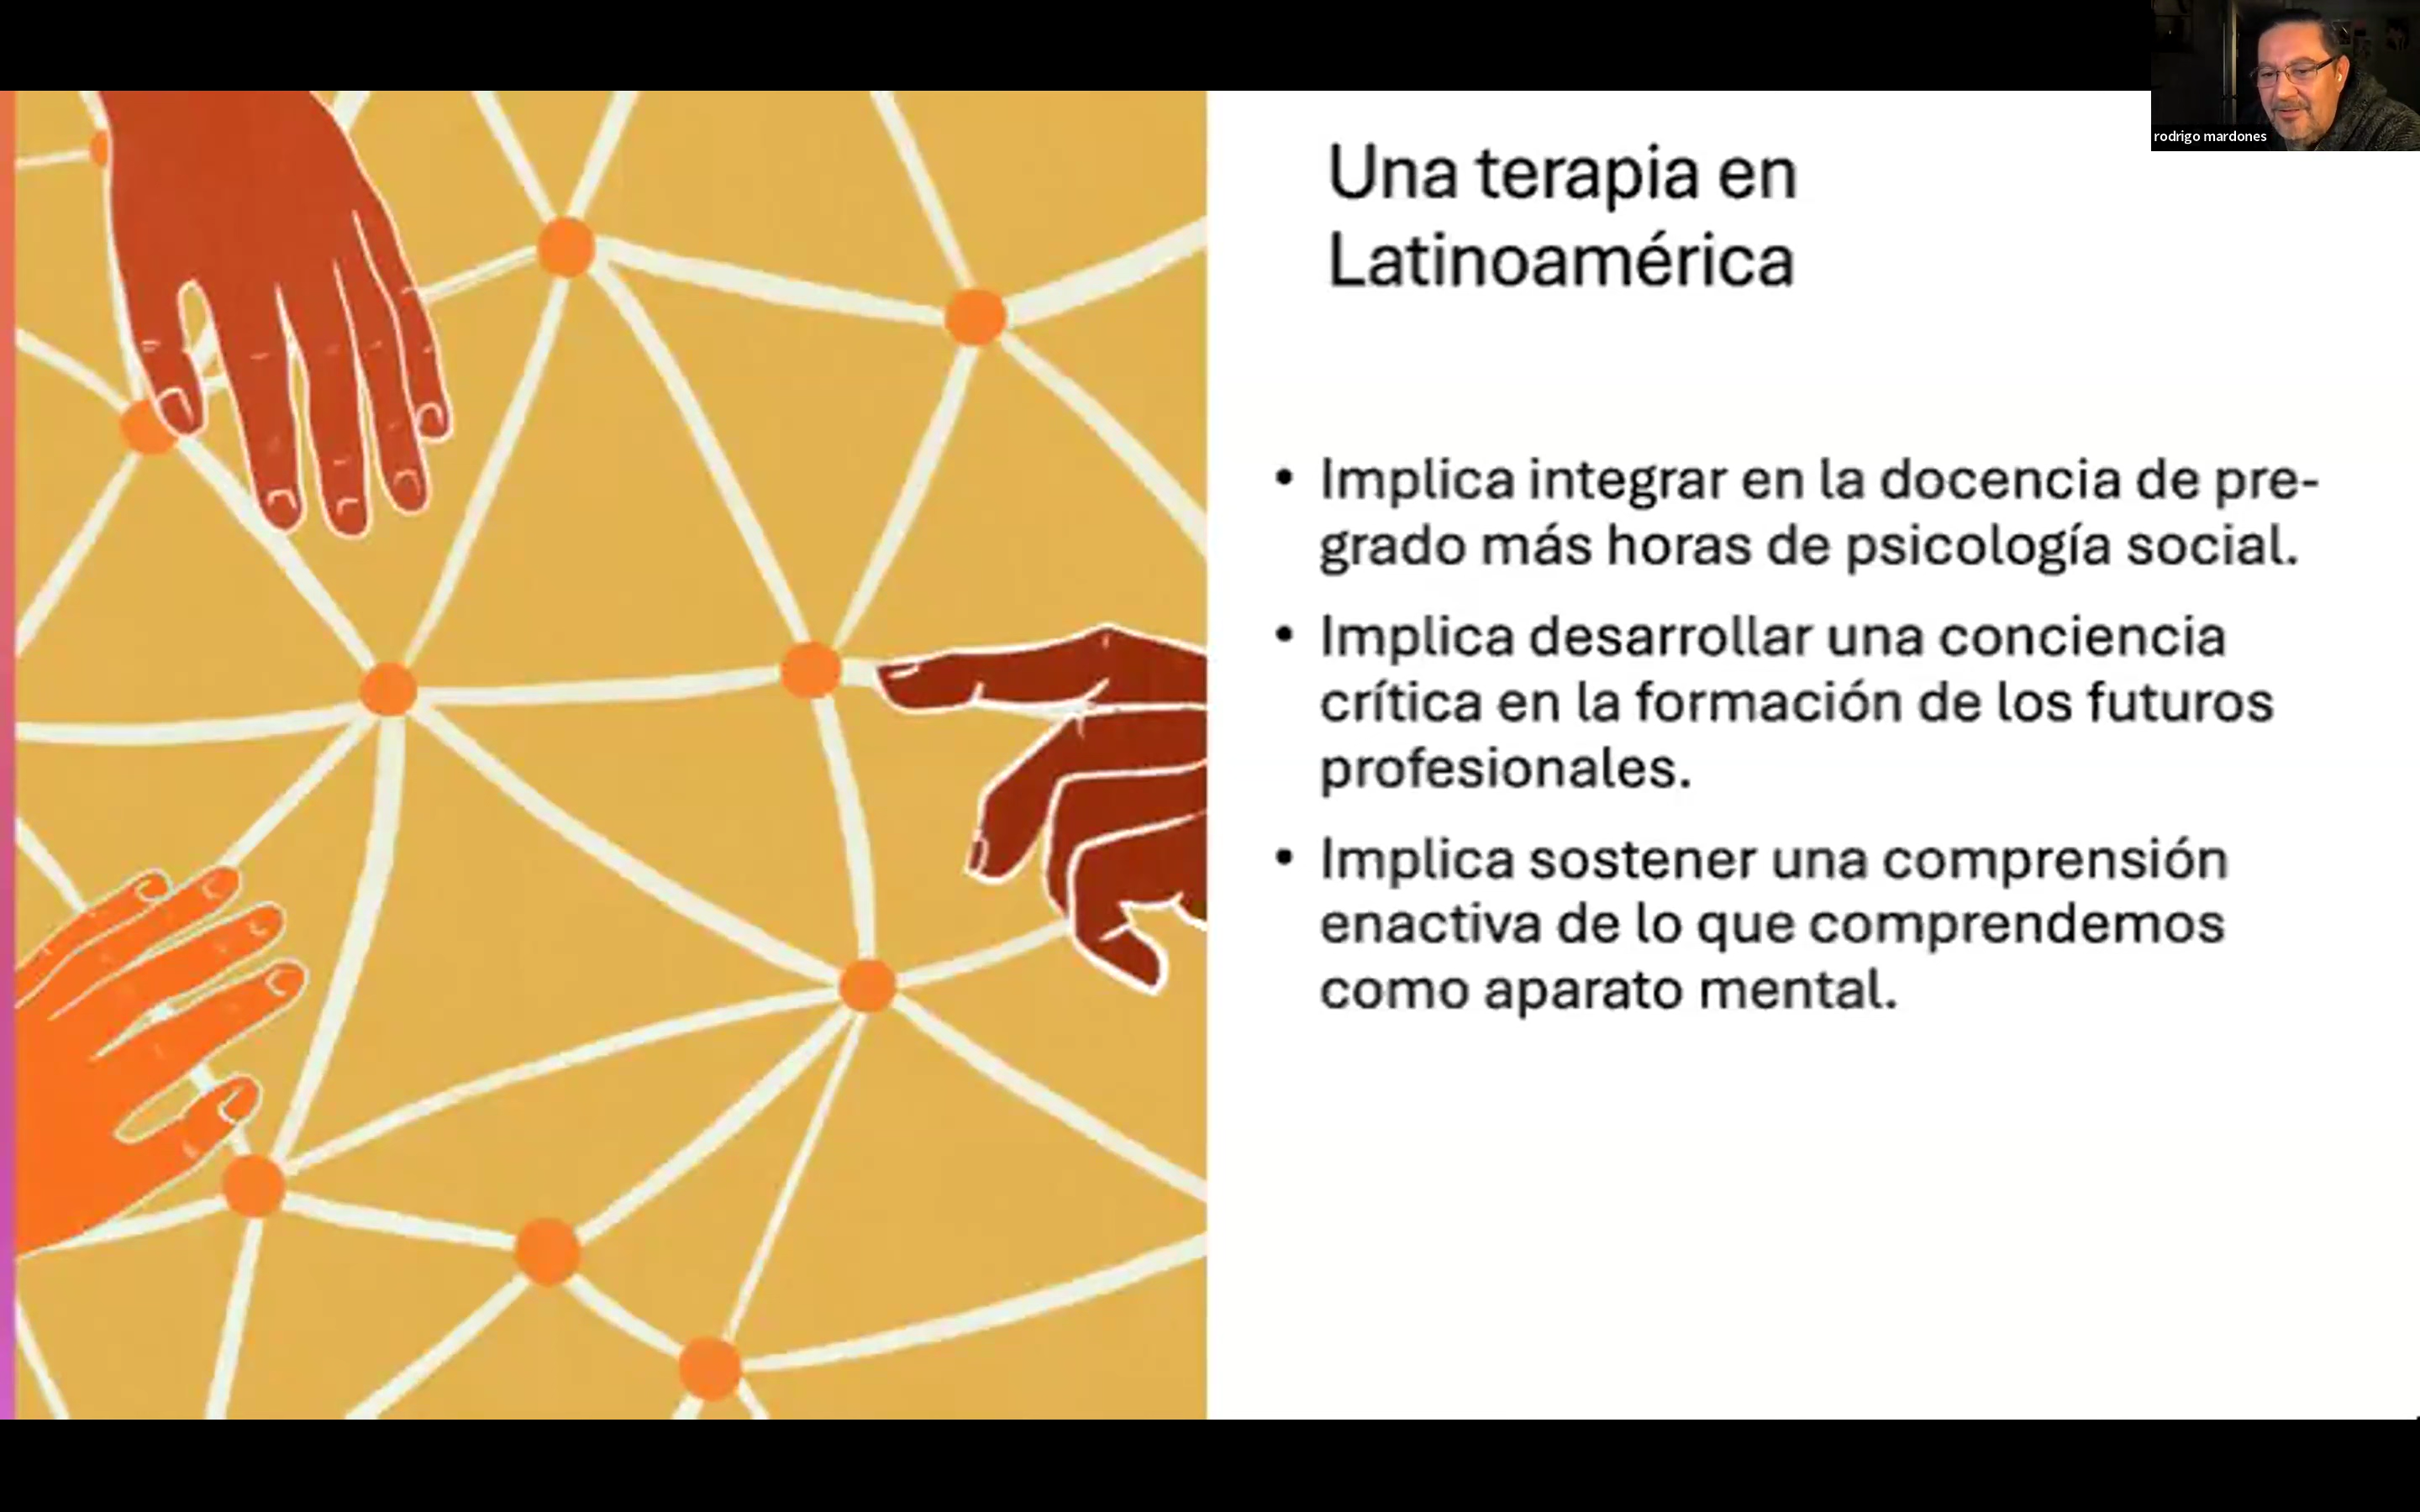 rodrigo mardones
Una terapia en
Latinoamérica
• Implica integrar en la docencia de pre-
grado más horas de psicología social.
• Implica desarrollar una conciencia
crítica en la formación de los futuros
profesionales.
• Implica sostener una comprensión
enactiva de lo que comprendemos
como aparato mental.